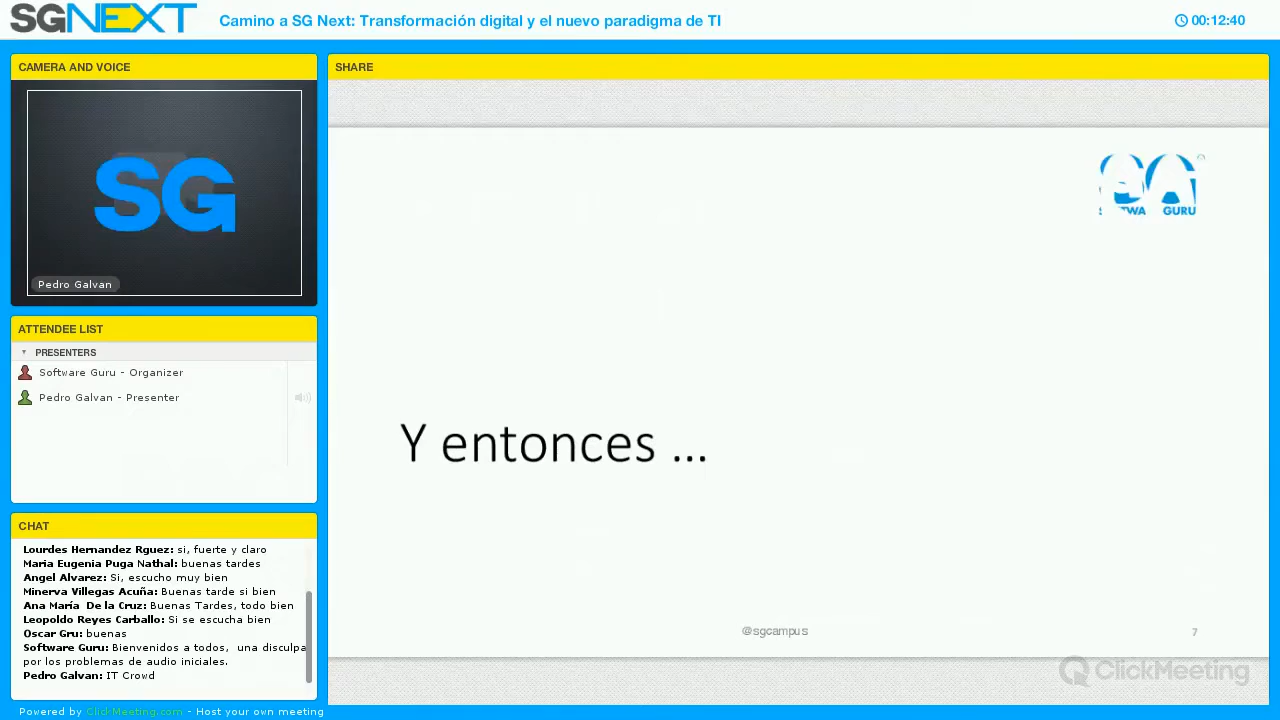 SGNEXT
Camino a SG Next: Transformación digital y el nuevo paradigma de TI
00:12:40
CAMERA AND VOICE
SG
Pedro Galvan
ATTENDEE LIST
PRESENTERS
Software Guru - Organizer
Pedro Galvan - Presenter
CHAT
Lourdes Hernandez Rguez: si, fuerte y claro
Maria Eugenia Puga Nathal: buenas tardes
Angel Alvarez: Si, escucho muy bien
Minerva Villegas Acuña: Buenas tarde si bien
Ana María De la Cruz: Buenas Tardes, todo bien
Leopoldo Reyes Carballo: Si se escucha bien
Oscar Gru: buenas
Software Guru: Bienvenidos a todos, una disculpa
por los problemas de audio iniciales.
Pedro Galvan: IT Crowd
Powered by ClickMeeting.com - Host your own meeting
SHARE
GURU
Y entonces ...
@sgcampus
7
ClickMeeting